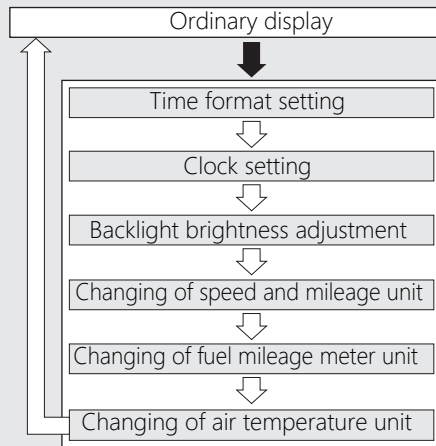 Ordinary display
Time format setting
Clock setting
Backlight brightness adjustment
Changing of speed and mileage unit
Changing of fuel mileage meter unit
Changing of air temperature unit